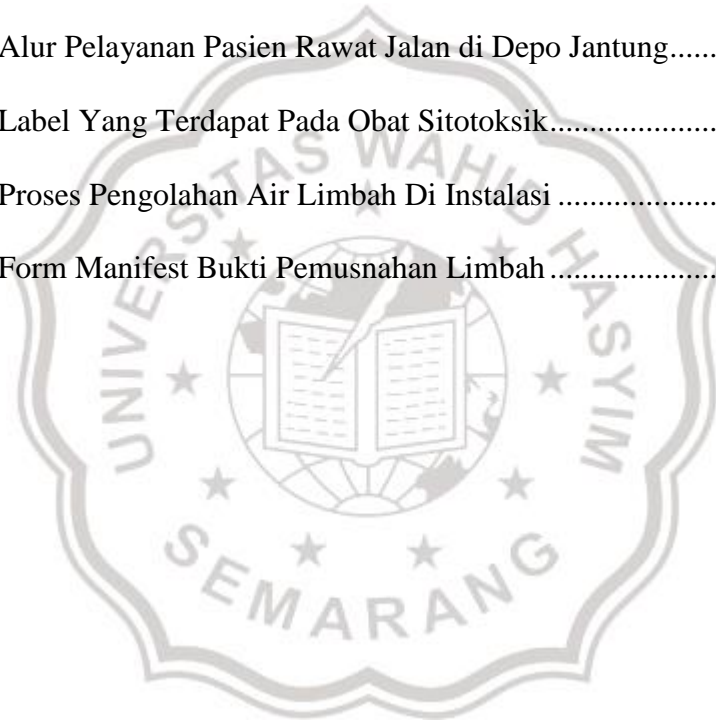 Alur Pelayanan Pasien Rawat Jalan di Depo Jantung......
Label Yang Terdapat Pada Obat Sitotoksik....................
Proses Pengolahan Air Limbah Di Instalasi ...................
Form Manifest Bukti Pemusnahan Limbah....................
UNIVERSITAS WAHID HASYIM
SEMARANG